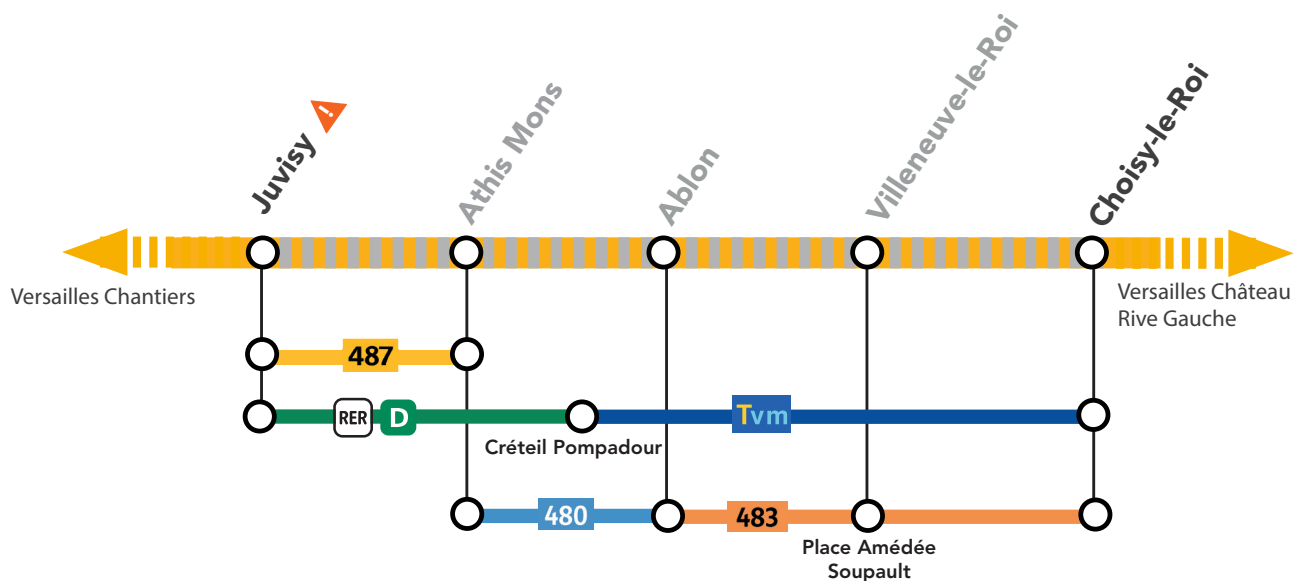 Juvisy
!
Athis Mons
Ablon
Villeneuve-le-Roi
Choisy-le-Roi
Versailles Chantiers
Versailles Château
Rive Gauche
487
RER D
Tvm
Créteil Pompadour
480
483
Place Amédée
Soupault